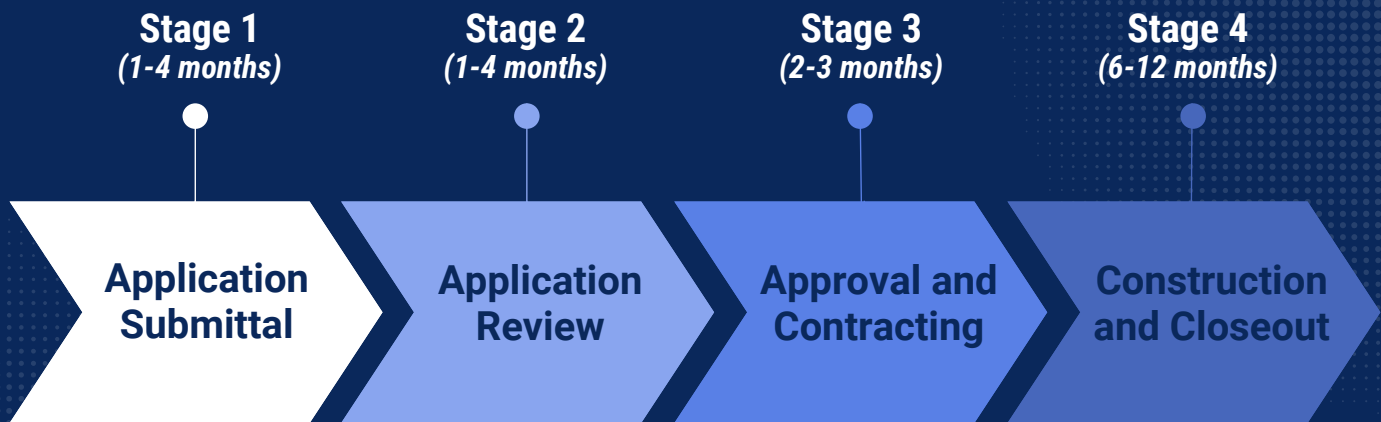 Stage 1
(1-4 months)
Stage 2
(1-4 months)
Stage 3
(2-3 months)
Stage 4
(6-12 months)
Application
Submittal
Application
Review
Approval and
Contracting
Construction
and Closeout